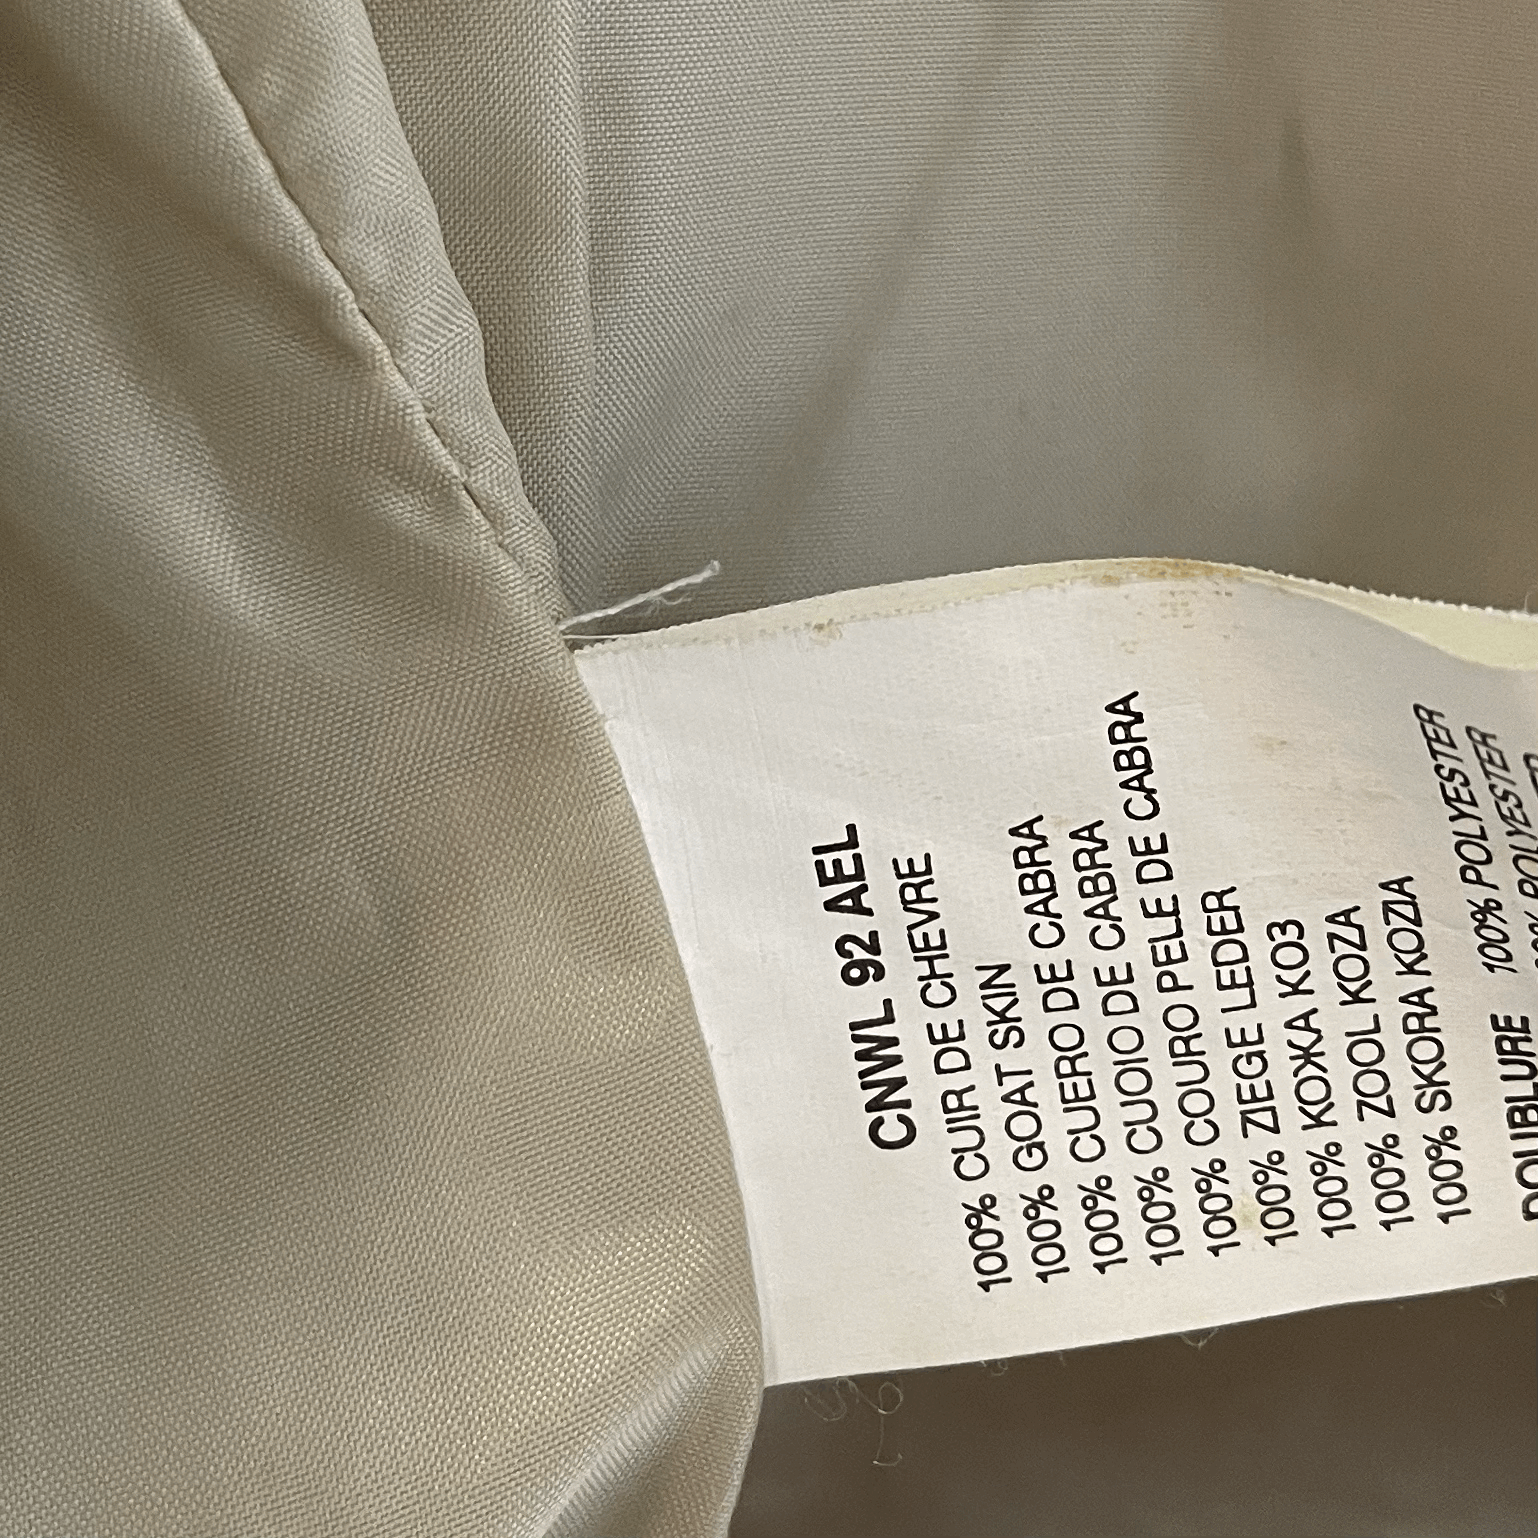 CNWL 92 AEL
100% CUIR DE CHEVRE
100% GOAT SKIN
100% CUERO DE CABRA
100% CUOIO DE CABRA
100% COURO PELE DE CABRA
100% ZIEGE LEDER
100% КОЖА КОЗ
100% ZOOL KOZA
100% SKORA KOZIA
DOUBLURE 100% POLYESTER
100% POLYESTER